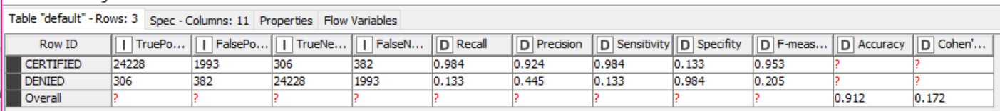 Table "default" - Rows: 3 Spec - Columns: 11 Properties Flow Variables
Row ID I TruePo... I FalsePo... I TrueNe... I FalseN... D Recall D Precision D Sensitivity D Specifity D F-meas... D Accuracy D Cohen'...
CERTIFIED 24228 1993 306 382 0.984 0.924 0.984 0.133 0.953 ? ?
DENIED 306 382 24228 1993 0.133 0.445 0.133 0.984 0.205 ? ?
Overall ? ? ? ? ? ? ? ? ? 0.912 0.172